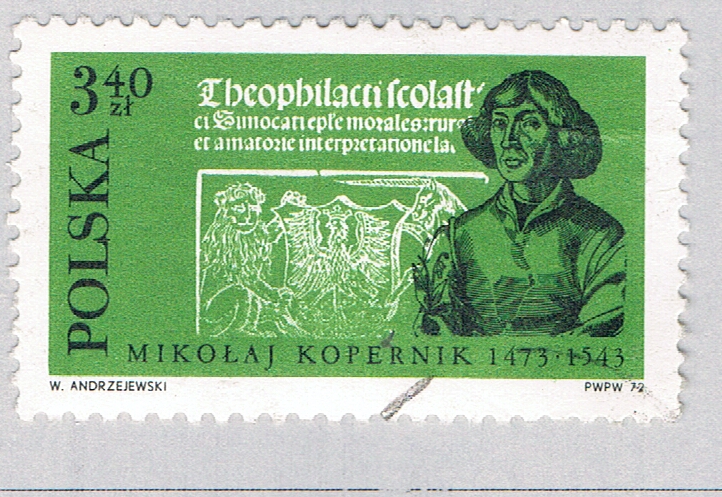 3 40
zł
POLSKA
Theophilacti scolast
ci Simocati eple morales: rura
et amatorie interpretatione la
MIKOŁAJ KOPERNIK 1473·1543
W. ANDRZEJEWSKI
PWPW 72